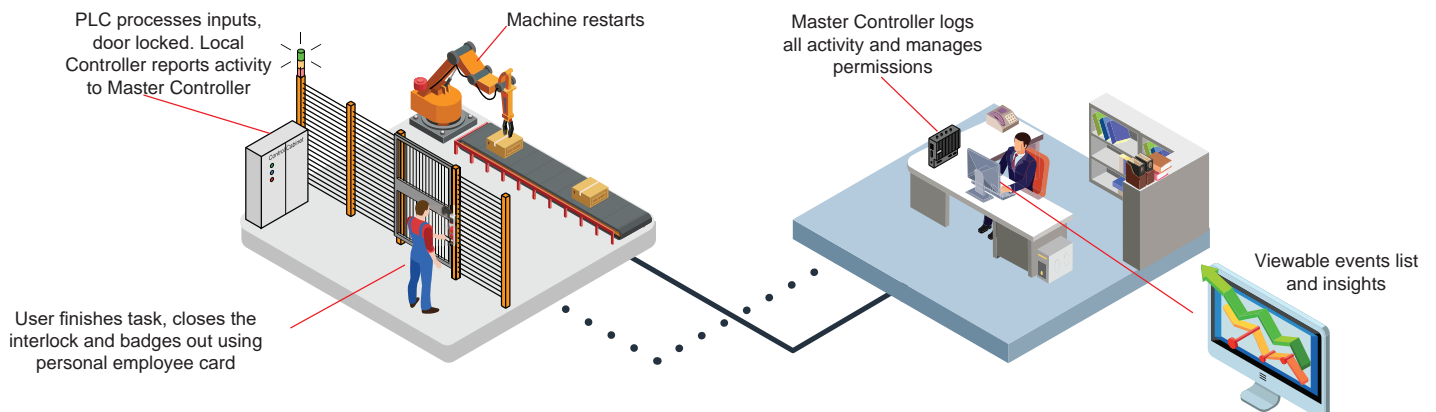 PLC processes inputs,
door locked. Local
Controller reports activity
to Master Controller
Machine restarts
Master Controller logs
all activity and manages
permissions
Control Cabinet
Viewable events list
and insights
User finishes task, closes the
interlock and badges out using
personal employee card